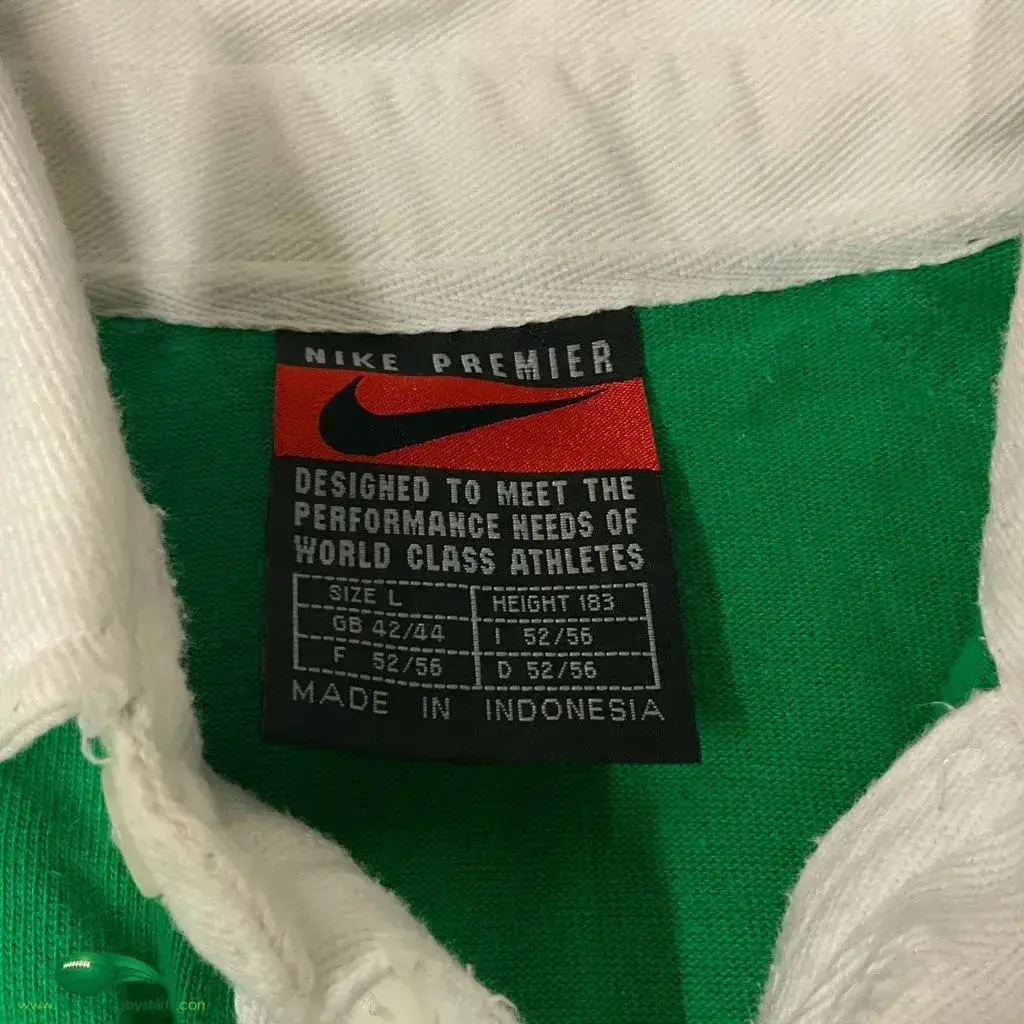 NIKE PREMIER
DESIGNED TO MEET THE
PERFORMANCE NEEDS OF
WORLD CLASS ATHLETES
SIZE L HEIGHT 183
GB 42/44 I 52/56
F 52/56 D 52/56
MADE IN INDONESIA